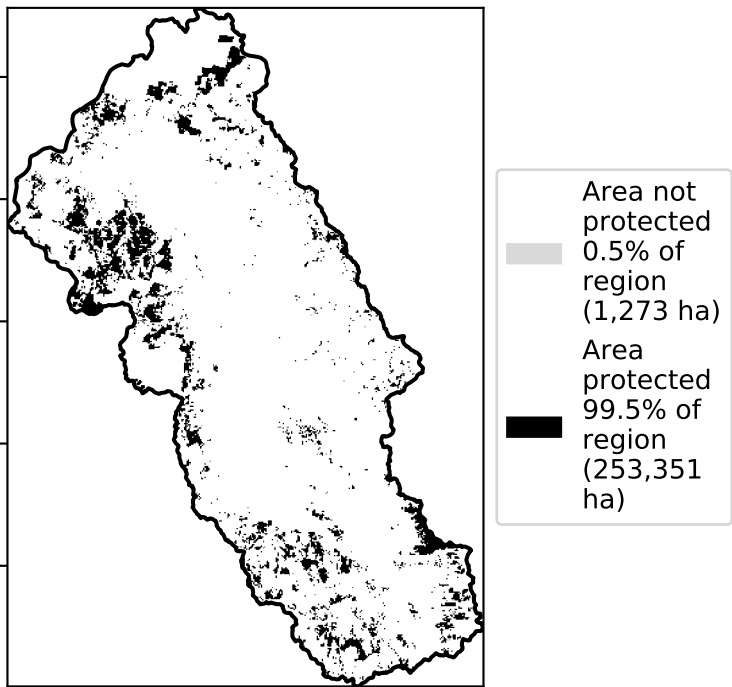 Area not
protected
0.5% of
region
(1,273 ha)
Area
protected
99.5% of
region
(253,351
ha)